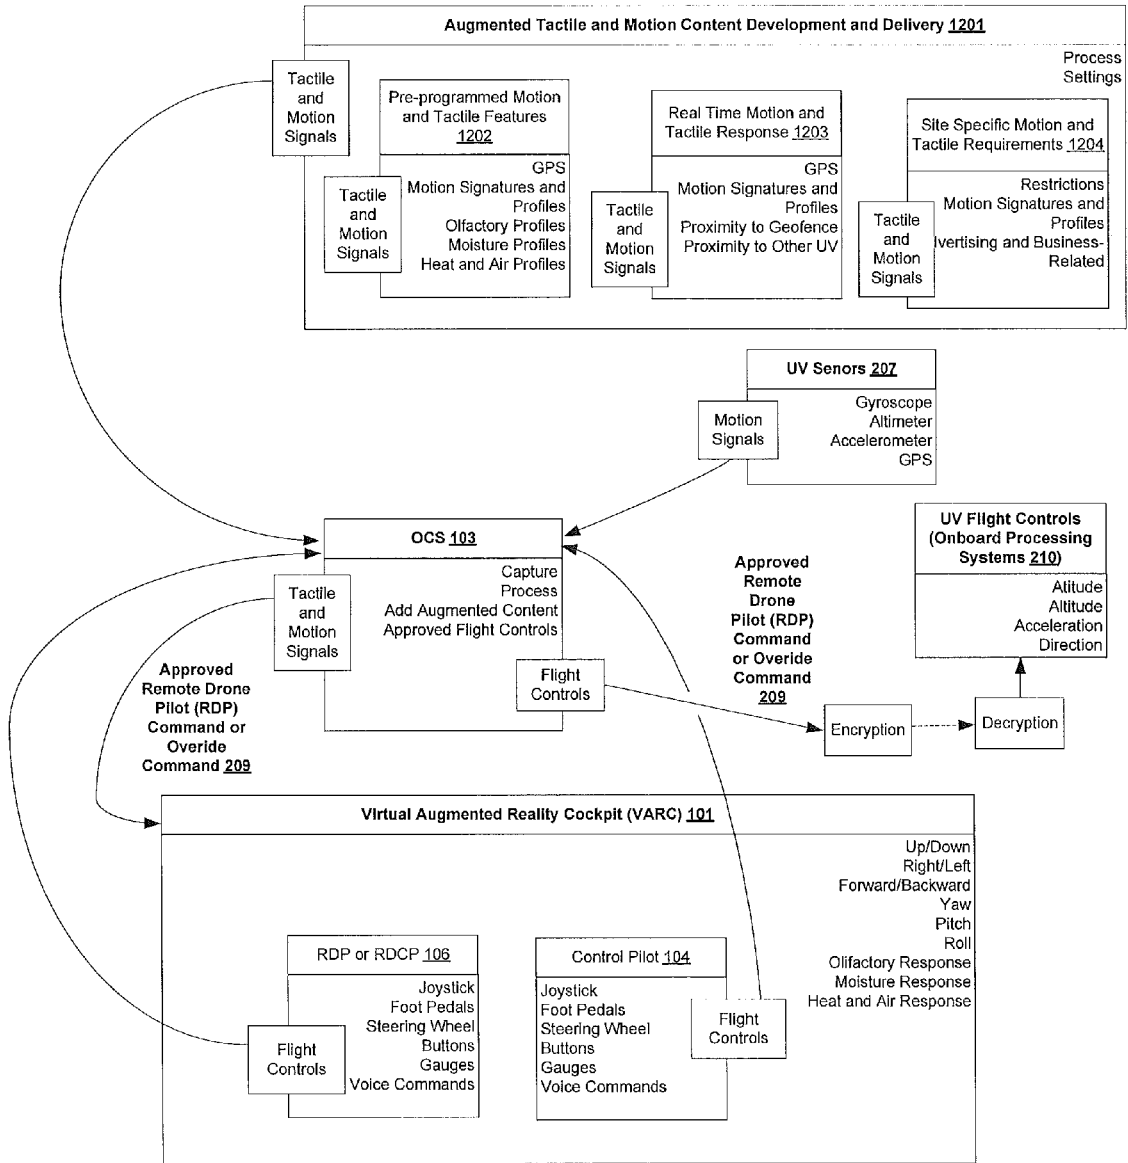 Augmented Tactile and Motion Content Development and Delivery 1201
Process
Settings
Tactile
and
Motion
Signals
Pre-programmed Motion
and Tactile Features
1202
GPS
Motion Signatures and
Profiles
Olfactory Profiles
Moisture Profiles
Heat and Air Profiles
Tactile
and
Motion
Signals
Real Time Motion and
Tactile Response 1203
GPS
Motion Signatures and
Profiles
Proximity to Geofence
Proximity to Other UV
Tactile
and
Motion
Signals
Site Specific Motion and
Tactile Requirements 1204
Restrictions
Motion Signatures and
Profiles
dvertising and Business-
Related
Tactile
and
Motion
Signals
UV Senors 207
Gyroscope
Altimeter
Accelerometer
GPS
Motion
Signals
OCS 103
Capture
Process
Add Augmented Content
Approved Flight Controls
Tactile
and
Motion
Signals
Flight
Controls
Approved
Remote
Drone
Pilot (RDP)
Command
or Overide
Command
209
UV Flight Controls
(Onboard Processing
Systems 210)
Atitude
Altitude
Acceleration
Direction
Encryption
Decryption
Approved
Remote Drone
Pilot (RDP)
Command or
Overide
Command 209
Virtual Augmented Reality Cockpit (VARC) 101
Up/Down
Right/Left
Forward/Backward
Yaw
Pitch
Roll
Olifactory Response
Moisture Response
Heat and Air Response
RDP or RDCP 106
Joystick
Foot Pedals
Steering Wheel
Buttons
Gauges
Voice Commands
Flight
Controls
Control Pilot 104
Joystick
Foot Pedals
Steering Wheel
Buttons
Gauges
Voice Commands
Flight
Controls